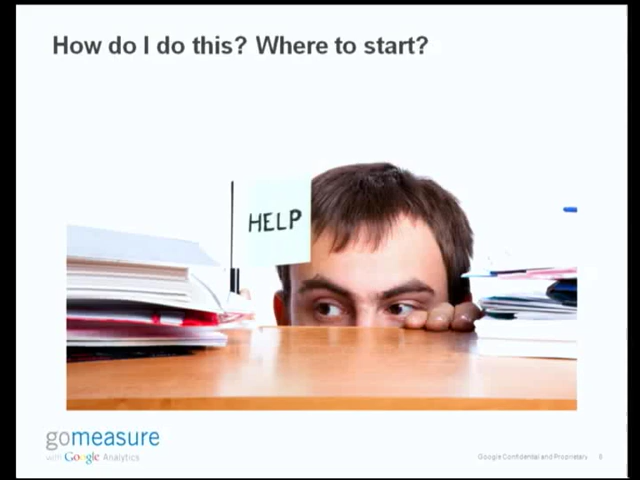 How do I do this? Where to start?
HELP
gomeasure
with Google Analytics
Google Confidential and Proprietary